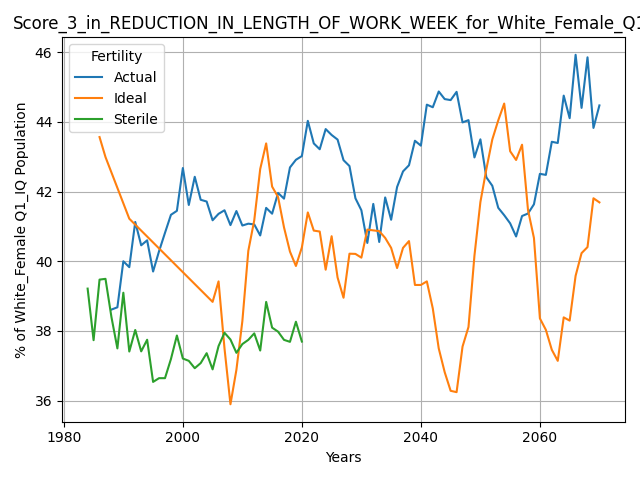 Score_3_in_REDUCTION_IN_LENGTH_OF_WORK_WEEK_for_White_Female_Q1
Fertility
Actual
Ideal
Sterile
% of White_Female Q1_IQ Population
46
44
42
40
38
36
1980
2000
2020
2040
2060
Years